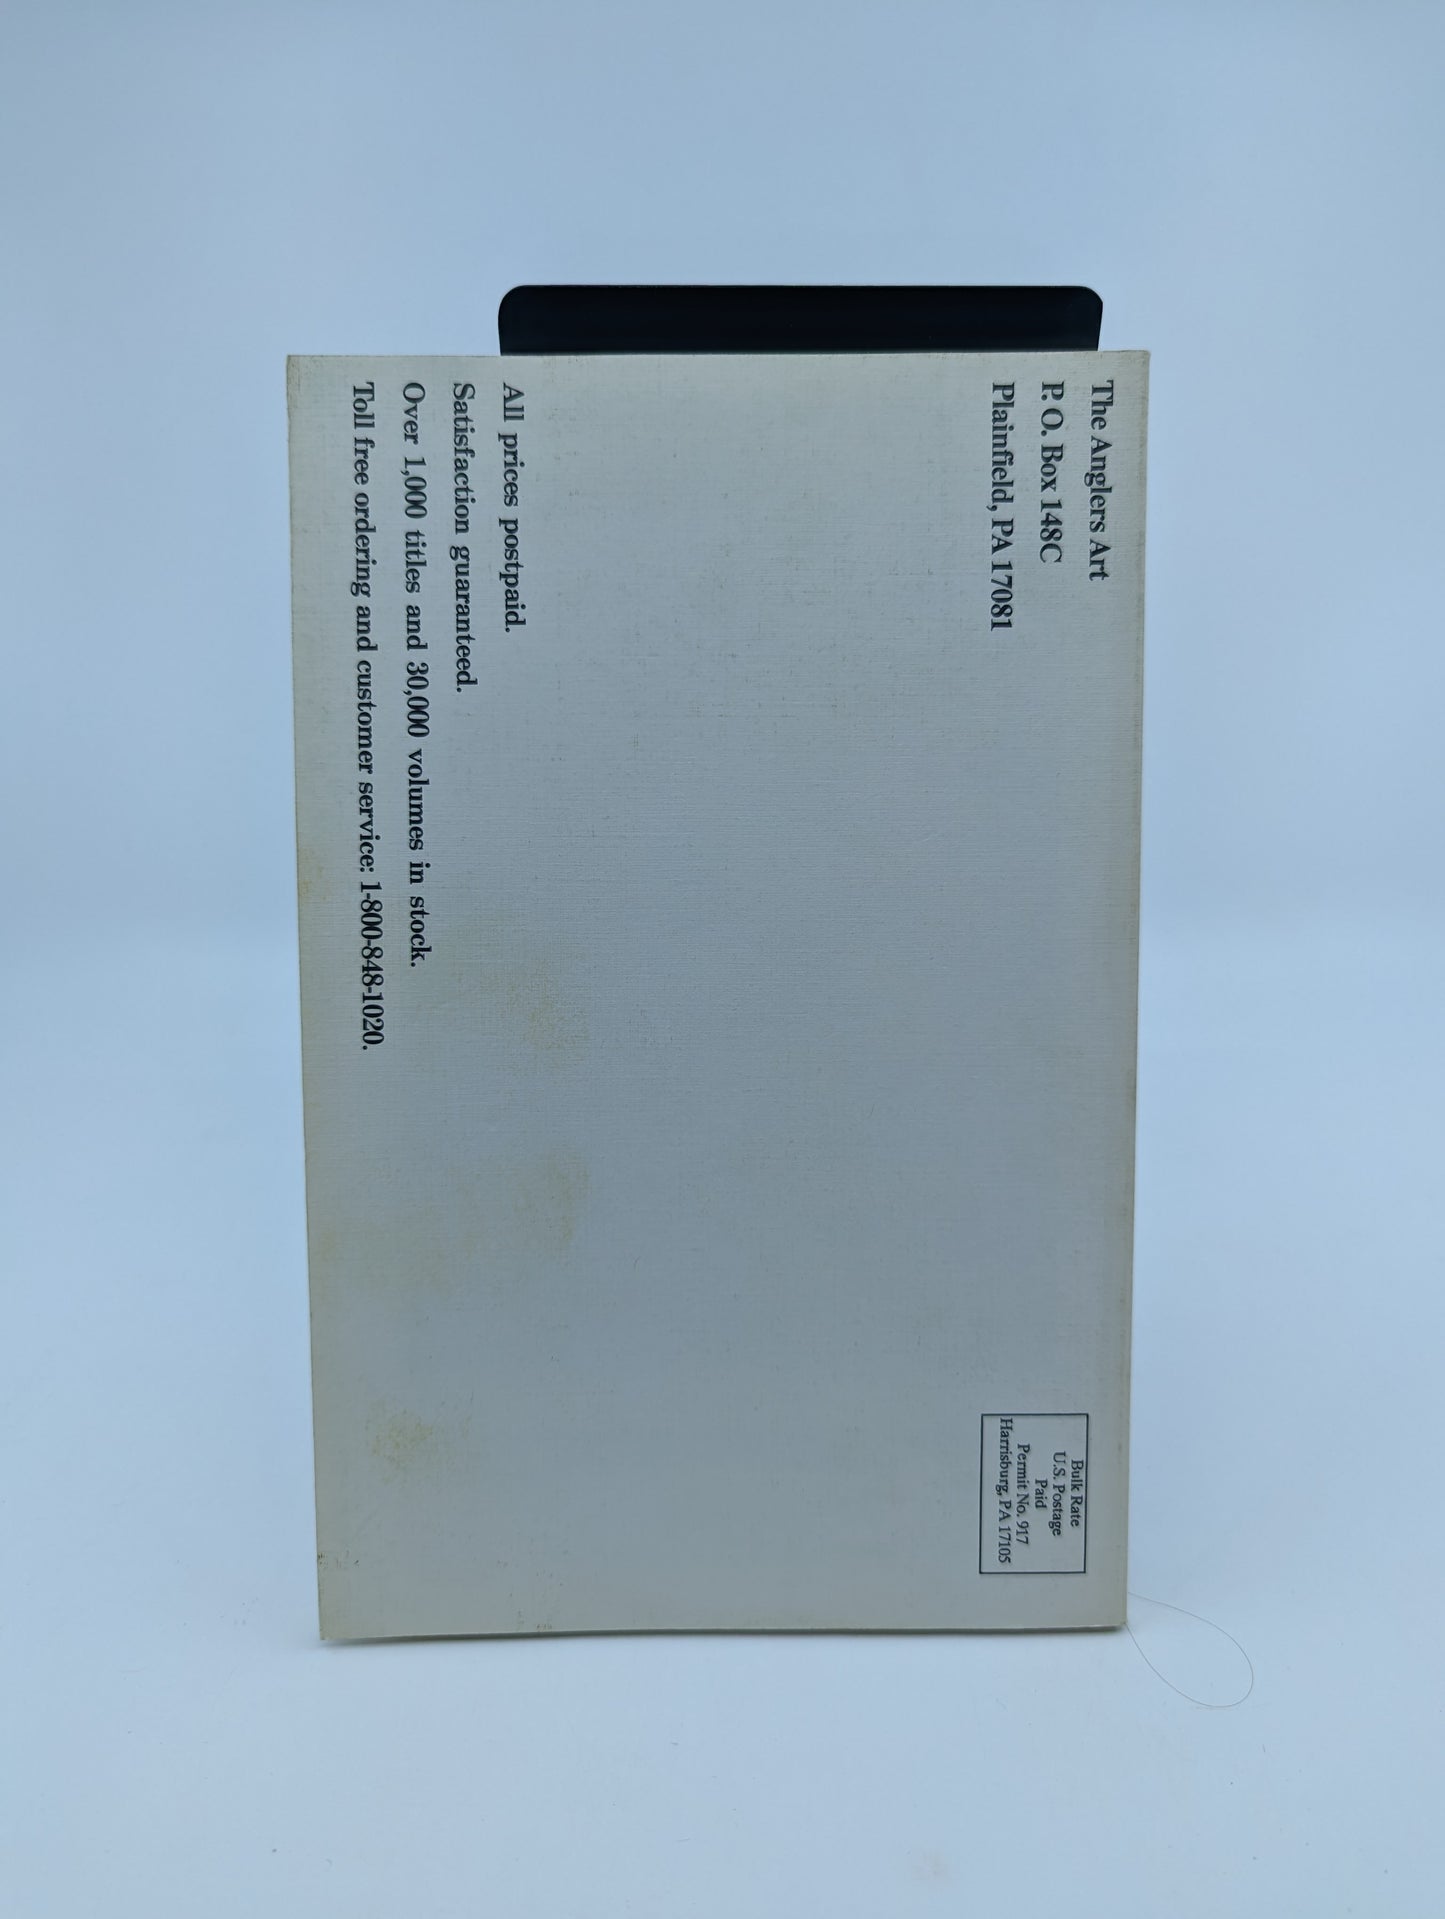 The Anglers Art
P. O. Box 148C
Plainfield, PA 17081
Bulk Rate
U.S. Postage
Paid
Permit No. 917
Harrisburg, PA 17105
All prices postpaid.
Satisfaction guaranteed.
Over 1,000 titles and 30,000 volumes in stock.
Toll free ordering and customer service: 1-800-848-1020.